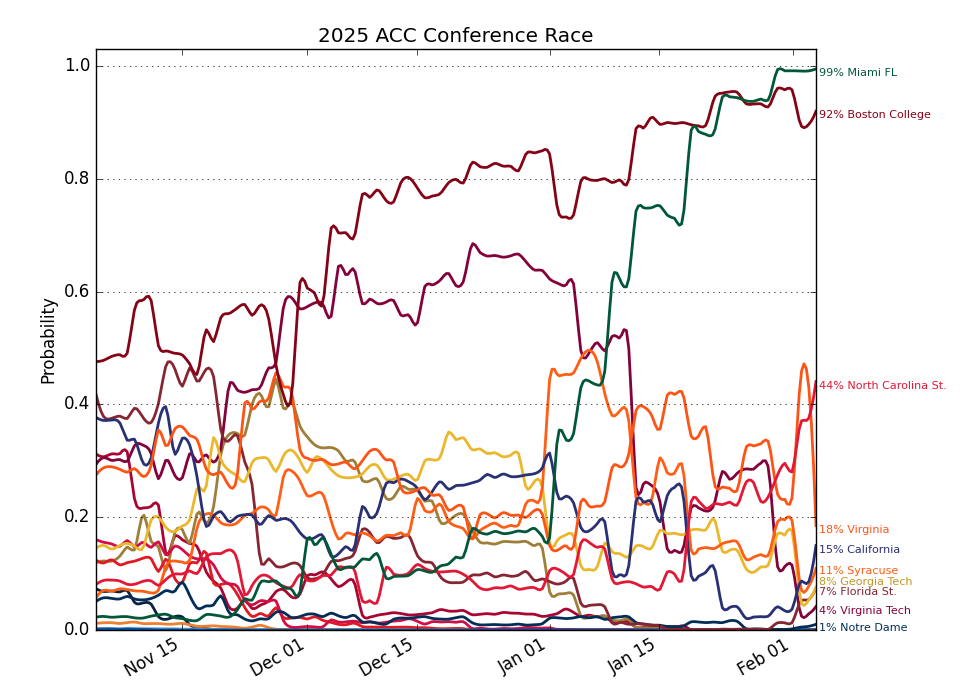 2025 ACC Conference Race
Probability
1.0
0.8
0.6
0.4
0.2
0.0
Nov 15
Dec 01
Dec 15
Jan 01
Jan 15
Feb 01
99% Miami FL
92% Boston College
44% North Carolina St.
18% Virginia
15% California
11% Syracuse
8% Georgia Tech
7% Florida St.
4% Virginia Tech
1% Notre Dame